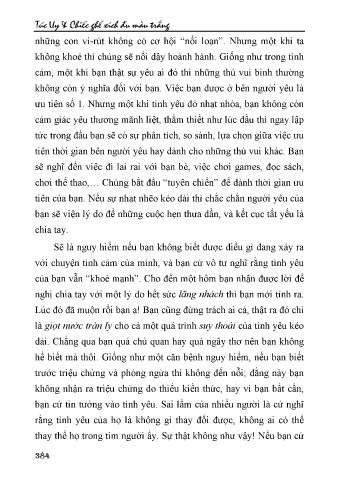 Túc Uy & Chiếc ghế xích đu màu trắng
những con vi-rút không có cơ hội “nổi loạn”. Nhưng một khi ta
không khoẻ thì chúng sẽ nổi dậy hoành hành. Giống như trong tình
cảm, một khi bạn thật sự yêu ai đó thì những thú vui bình thường
không còn ý nghĩa đối với bạn. Việc bạn được ở bên người yêu là
ưu tiên số 1. Nhưng một khi tình yêu đó nhạt nhòa, bạn không còn
cảm giác yêu thương mãnh liệt, thắm thiết như lúc đầu thì ngay lập
tức trong đầu bạn sẽ có sự phân tích, so sánh, lựa chọn giữa việc ưu
tiên thời gian bên người yêu hay dành cho những thú vui khác. Bạn
sẽ nghĩ đến việc đi lai rai với bạn bè, việc chơi games, đọc sách,
chơi thể thao,… Chúng bắt đầu “tuyên chiến” để dành thời gian ưu
tiên của bạn. Nếu sự nhạt nhẽo kéo dài thì chắc chắn người yêu của
bạn sẽ viện lý do để những cuộc hẹn thưa dần, và kết cục tất yếu là
chia tay.
Sẽ là nguy hiểm nếu bạn không biết được điều gì đang xảy ra
với chuyện tình cảm của mình, và bạn cứ vô tư nghĩ rằng tình yêu
của bạn vẫn “khoẻ mạnh”. Cho đến một hôm bạn nhận được lời đề
nghị chia tay với một lý do hết sức lãng nhách thì bạn mới tỉnh ra.
Lúc đó đã muộn rồi bạn ạ! Bạn cũng đừng trách ai cả, thật ra đó chỉ
là giọt nước tràn ly cho cả một quá trình suy thoái của tình yêu kéo
dài. Chẳng qua bạn quá chủ quan hay quá ngây thơ nên bạn không
hề biết mà thôi. Giống như một căn bệnh nguy hiểm, nếu bạn biết
trước triệu chứng và phòng ngừa thì không đến nỗi; đằng này bạn
không nhận ra triệu chứng do thiếu kiến thức, hay vì bạn bất cẩn,
bạn cứ tin tưởng vào tình yêu. Sai lầm của nhiều người là cứ nghĩ
rằng tình yêu của họ là không gì thay đổi được, không ai có thể
thay thế họ trong tim người ấy. Sự thật không như vậy! Nếu bạn cứ
384